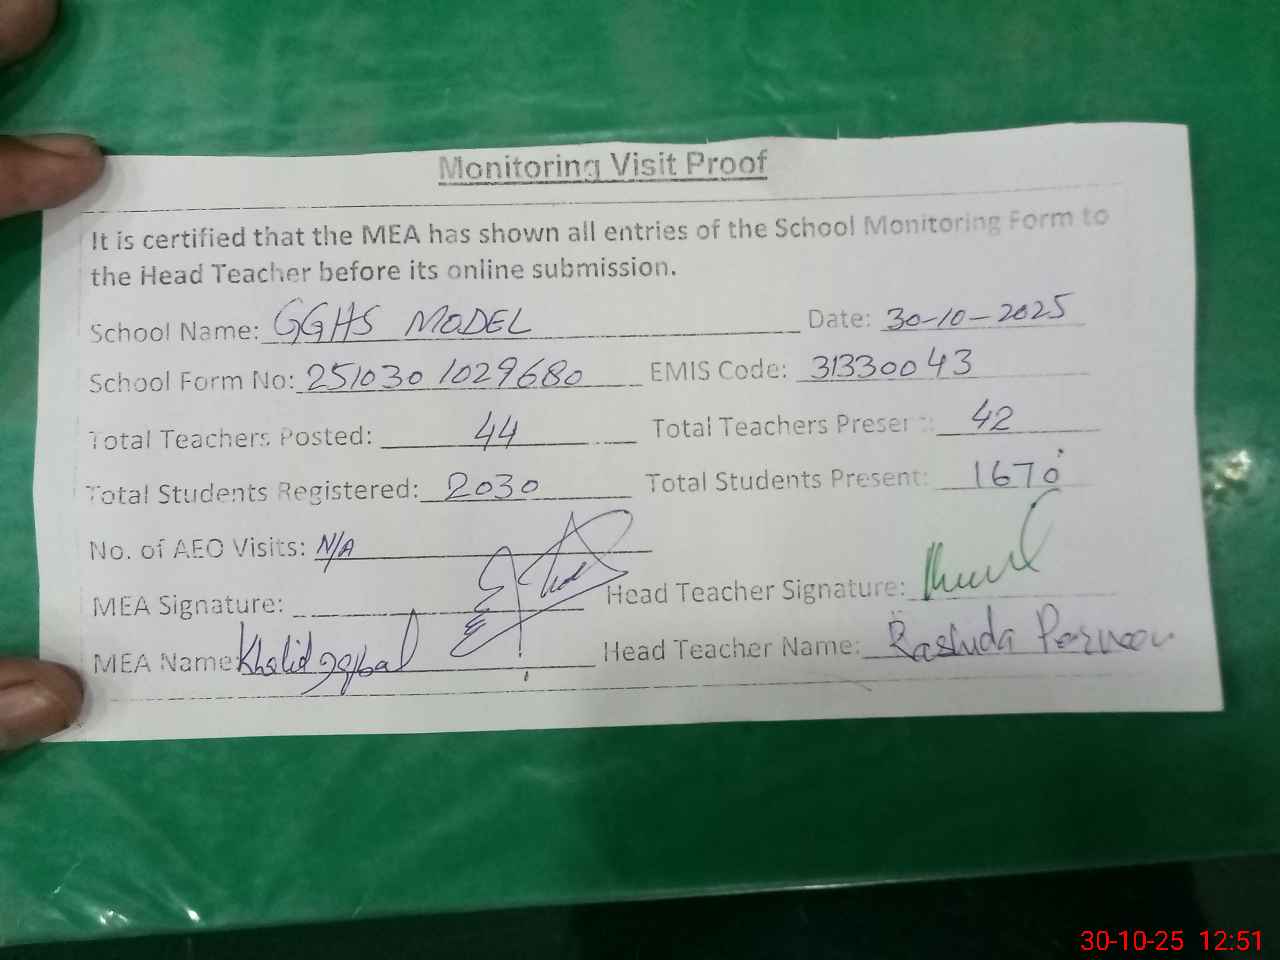 Monitoring Visit Proof
It is certified that the MEA has shown all entries of the School Monitoring Form to
the Head Teacher before its online submission.
School Name: GGHS MODEL Date: 30-10-2025
School Form No: 2510301029680 EMIS Code: 31330043
Total Teachers Posted: 44 Total Teachers Present: 42
Total Students Registered: 2030 Total Students Present: 1670
No. of AEO Visits: N/A
MEA Signature: Head Teacher Signature:
MEA Name: Khalid Iqbal Head Teacher Name: Rashida Parveen
30-10-25 12:51